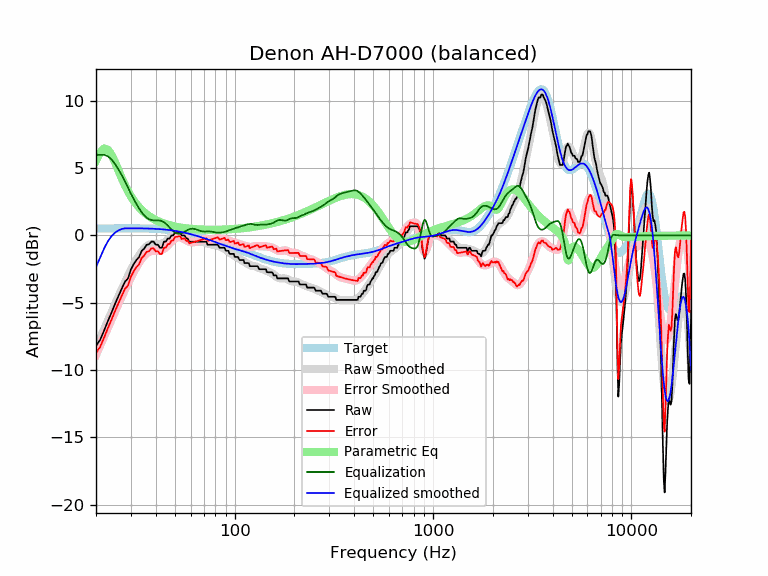 Denon AH-D7000 (balanced)
10
5
0
−5
−10
−15
−20
Amplitude (dBr)
Target
Raw Smoothed
Error Smoothed
Raw
Error
Parametric Eq
Equalization
Equalized smoothed
100
1000
10000
Frequency (Hz)